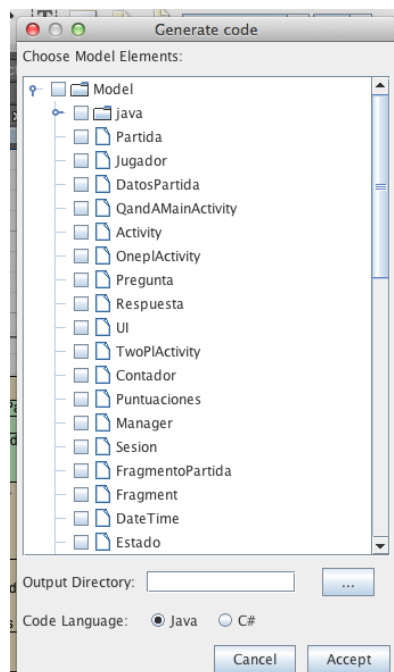 Generate code
Choose Model Elements:
Model
java
Partida
Jugador
DatosPartida
QandAMainActivity
Activity
OneplActivity
Pregunta
Respuesta
UI
TwoPlActivity
Contador
Puntuaciones
Manager
Sesion
FragmentoPartida
Fragment
DateTime
Estado
Output Directory: ...
Code Language: Java C#
Cancel Accept